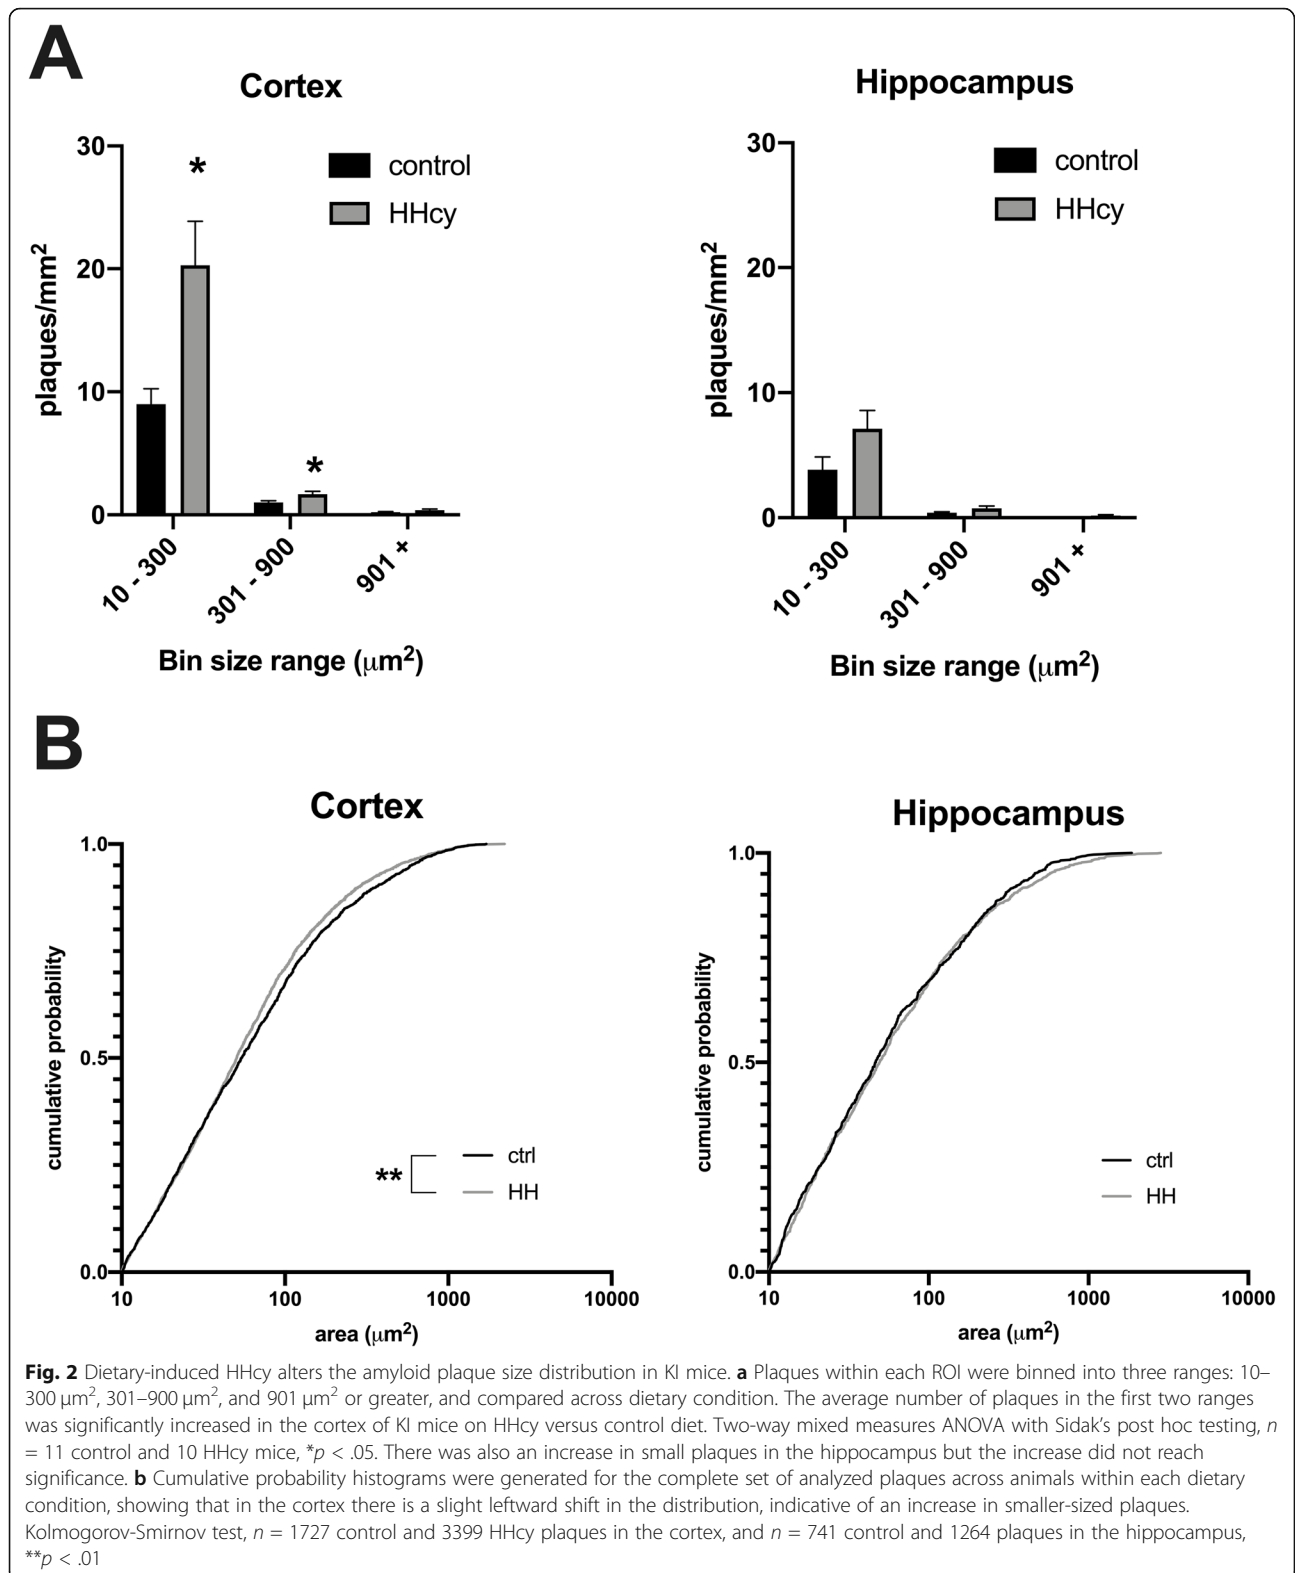 A
Cortex
30
20
10
0
plaques/mm²
*
*
control
HHcy
10 - 300
301 - 900
901 +
Bin size range (μm²)
Hippocampus
30
20
10
0
plaques/mm²
control
HHcy
10 - 300
301 - 900
901 +
Bin size range (μm²)
B
Cortex
1.0
0.5
0.0
cumulative probability
**
ctrl
HH
10
100
1000
10000
area (μm²)
Hippocampus
1.0
0.5
0.0
cumulative probability
ctrl
HH
10
100
1000
10000
area (μm²)
Fig. 2 Dietary-induced HHcy alters the amyloid plaque size distribution in KI mice. a Plaques within each ROI were binned into three ranges: 10–
300 μm², 301–900 μm², and 901 μm² or greater, and compared across dietary condition. The average number of plaques in the first two ranges
was significantly increased in the cortex of KI mice on HHcy versus control diet. Two-way mixed measures ANOVA with Sidak's post hoc testing, n
= 11 control and 10 HHcy mice, *p < .05. There was also an increase in small plaques in the hippocampus but the increase did not reach
significance. b Cumulative probability histograms were generated for the complete set of analyzed plaques across animals within each dietary
condition, showing that in the cortex there is a slight leftward shift in the distribution, indicative of an increase in smaller-sized plaques.
Kolmogorov-Smirnov test, n = 1727 control and 3399 HHcy plaques in the cortex, and n = 741 control and 1264 plaques in the hippocampus,
**p < .01